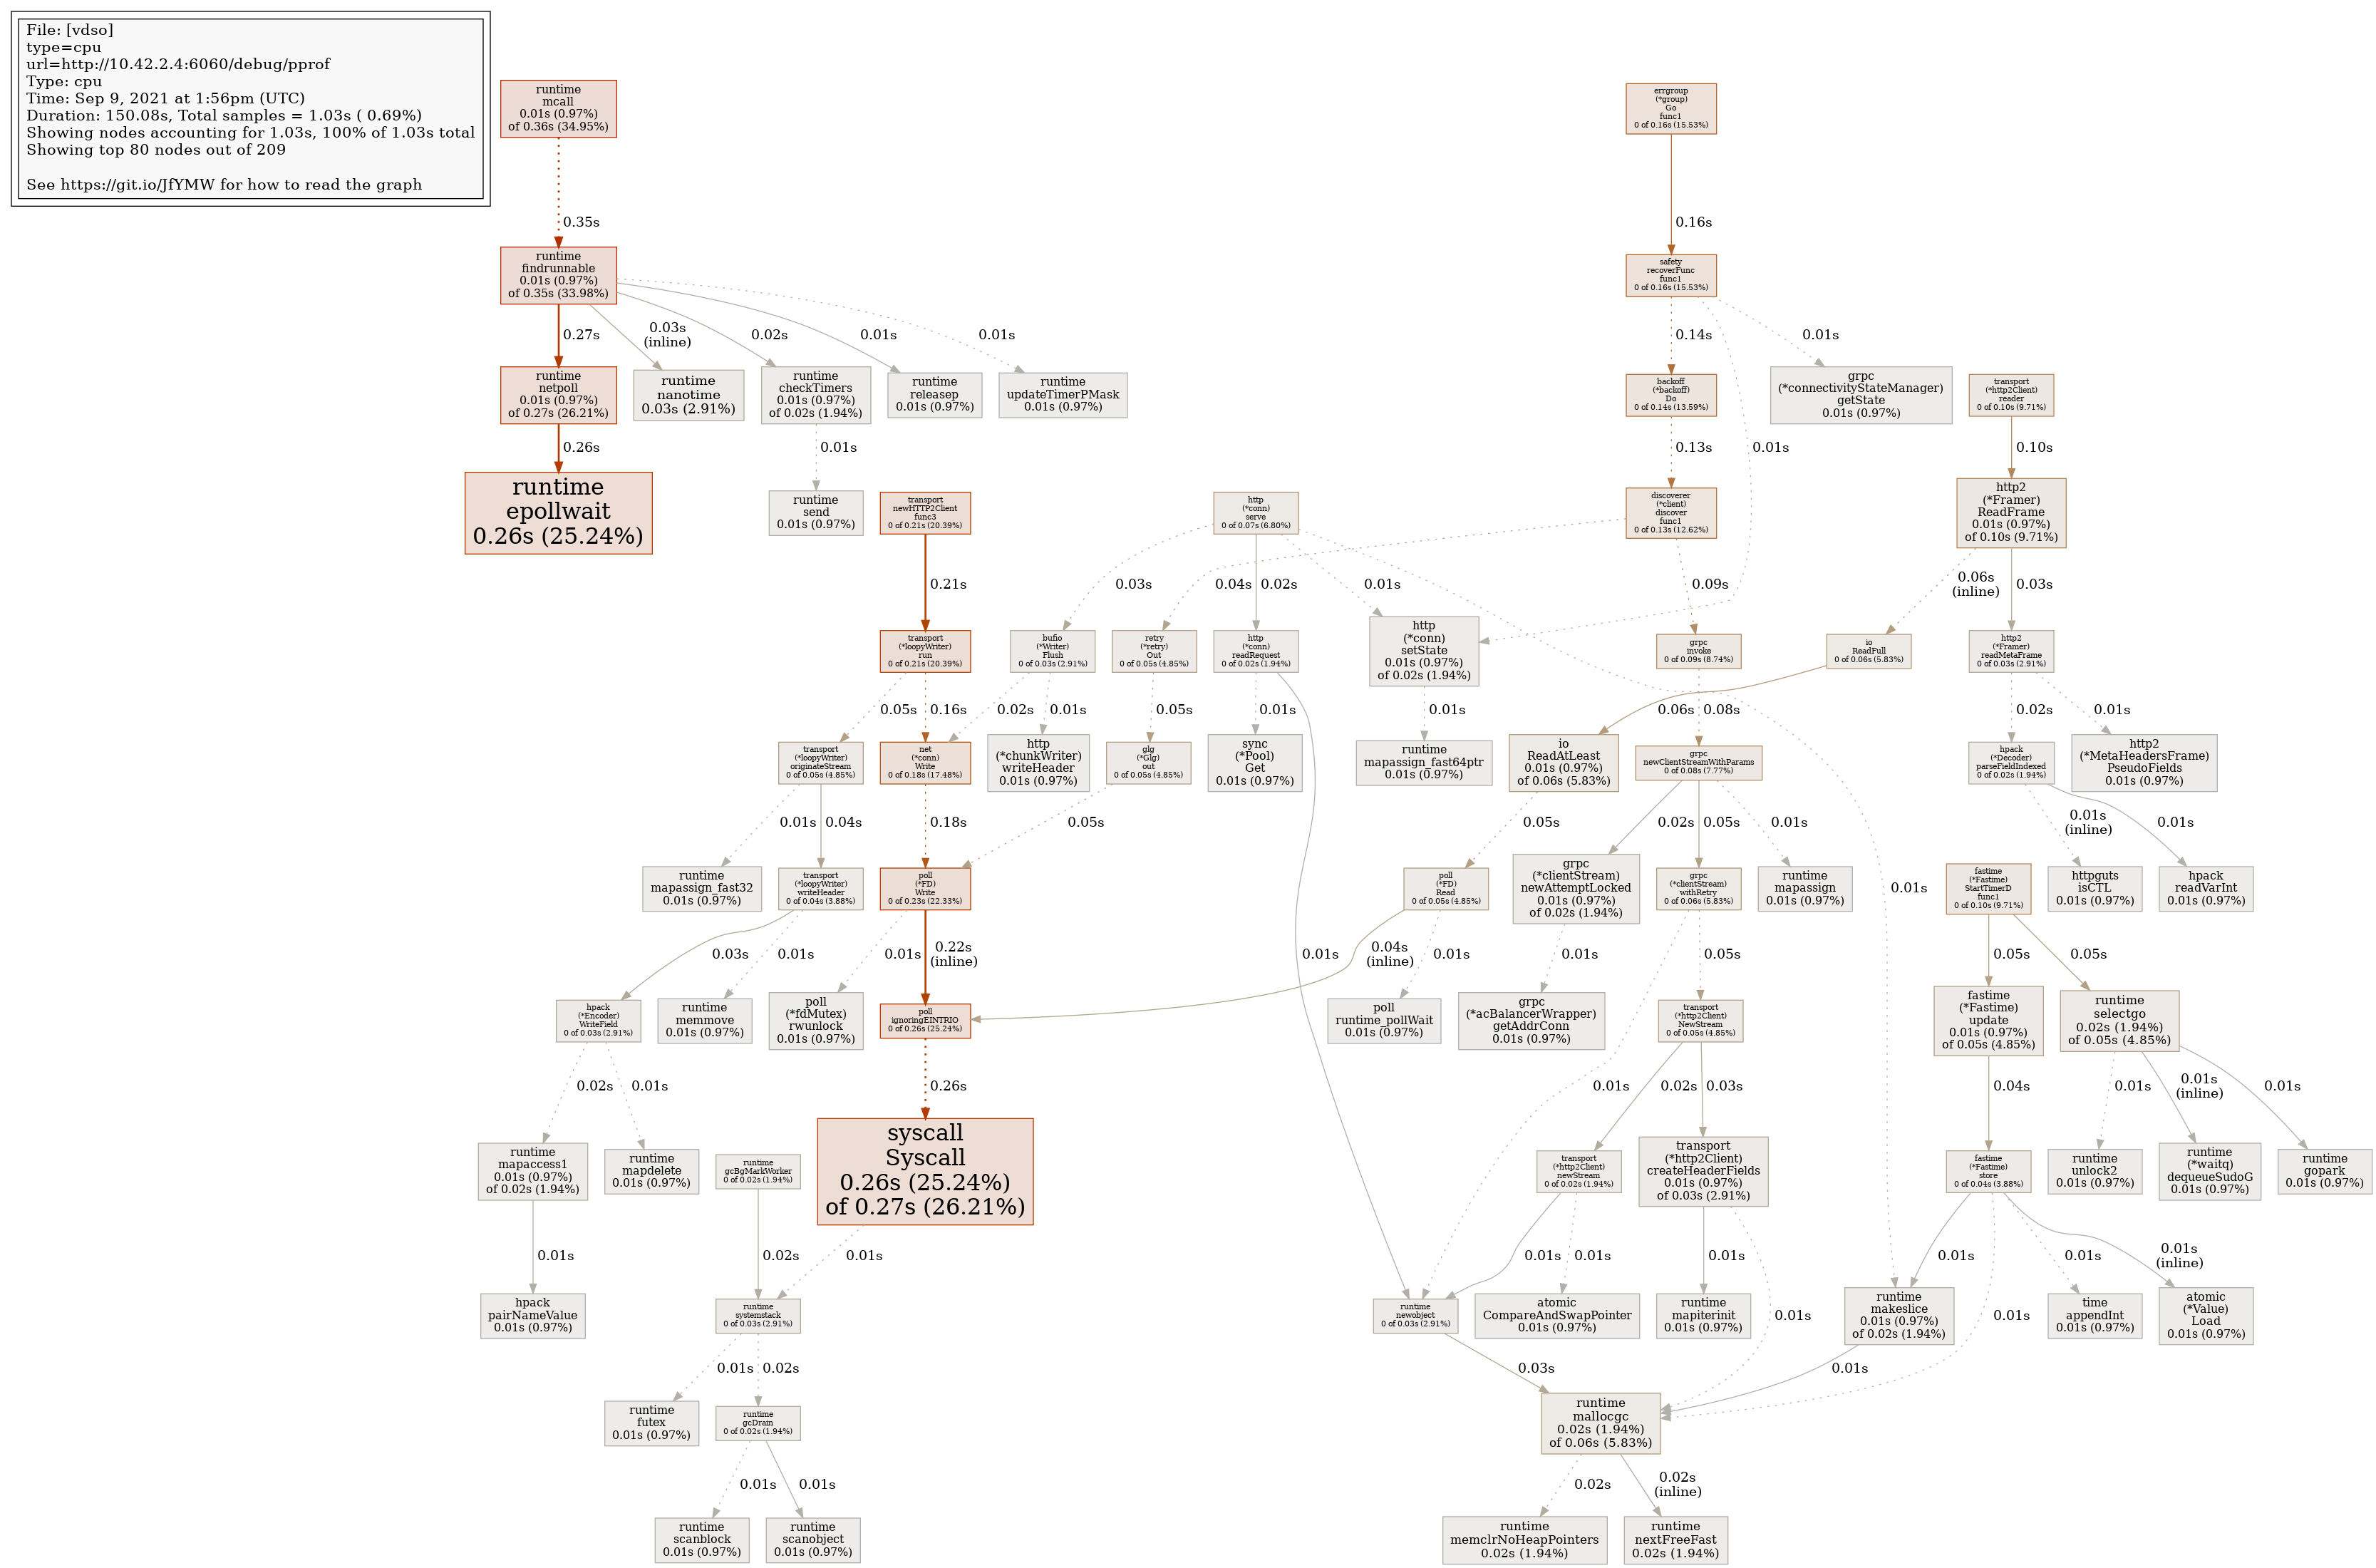 File: [vdso]
type=cpu
url=http://10.42.2.4:6060/debug/pprof
Type: cpu
Time: Sep 9, 2021 at 1:56pm (UTC)
Duration: 150.08s, Total samples = 1.03s ( 0.69%)
Showing nodes accounting for 1.03s, 100% of 1.03s total
Showing top 80 nodes out of 209
See https://git.io/JfYMW for how to read the graph
runtime
mcall
0.01s (0.97%)
of 0.36s (34.95%)
errgroup
(*group)
Go
func1
0 of 0.16s (15.53%)
0.35s
0.16s
runtime
findrunnable
0.01s (0.97%)
of 0.35s (33.98%)
safety
recoverFunc
func1
0 of 0.16s (15.53%)
0.27s
0.03s
(inline)
0.02s
0.01s
0.01s
0.14s
0.01s
runtime
netpoll
0.01s (0.97%)
of 0.27s (26.21%)
runtime
nanotime
0.03s (2.91%)
runtime
checkTimers
0.01s (0.97%)
of 0.02s (1.94%)
runtime
releasep
0.01s (0.97%)
runtime
updateTimerPMask
0.01s (0.97%)
backoff
(*backoff)
Do
0 of 0.14s (13.59%)
grpc
(*connectivityStateManager)
getState
0.01s (0.97%)
transport
(*http2Client)
reader
0 of 0.10s (9.71%)
0.26s
0.01s
0.13s
0.01s
0.10s
runtime
epollwait
0.26s (25.24%)
runtime
send
0.01s (0.97%)
transport
newHTTP2Client
func3
0 of 0.21s (20.39%)
http
(*conn)
serve
0 of 0.07s (6.80%)
discoverer
(*client)
discover
func1
0 of 0.13s (12.62%)
http2
(*Framer)
ReadFrame
0.01s (0.97%)
of 0.10s (9.71%)
0.21s
0.03s
0.04s
0.02s
0.01s
0.09s
0.06s
(inline)
0.03s
transport
(*loopyWriter)
run
0 of 0.21s (20.39%)
bufio
(*Writer)
Flush
0 of 0.03s (2.91%)
retry
(*retry)
Out
0 of 0.05s (4.85%)
http
(*conn)
readRequest
0 of 0.02s (1.94%)
http
(*conn)
setState
0.01s (0.97%)
of 0.02s (1.94%)
grpc
invoke
0 of 0.09s (8.74%)
io
ReadFull
0 of 0.06s (5.83%)
http2
(*Framer)
readMetaFrame
0 of 0.03s (2.91%)
0.05s
0.16s
0.02s
0.01s
0.05s
0.01s
0.01s
0.06s
0.08s
0.02s
0.01s
transport
(*loopyWriter)
originateStream
0 of 0.05s (4.85%)
net
(*conn)
Write
0 of 0.18s (17.48%)
http
(*chunkWriter)
writeHeader
0.01s (0.97%)
glg
(*Glg)
out
0 of 0.05s (4.85%)
sync
(*Pool)
Get
0.01s (0.97%)
runtime
mapassign_fast64ptr
0.01s (0.97%)
io
ReadAtLeast
0.01s (0.97%)
of 0.06s (5.83%)
grpc
newClientStreamWithParams
0 of 0.08s (7.77%)
hpack
(*Decoder)
parseFieldIndexed
0 of 0.02s (1.94%)
http2
(*MetaHeadersFrame)
PseudoFields
0.01s (0.97%)
0.01s
0.04s
0.18s
0.05s
0.05s
0.02s
0.05s
0.01s
0.01s
(inline)
0.01s
runtime
mapassign_fast32
0.01s (0.97%)
transport
(*loopyWriter)
writeHeader
0 of 0.04s (3.88%)
poll
(*FD)
Write
0 of 0.23s (22.33%)
poll
(*FD)
Read
0 of 0.05s (4.85%)
grpc
(*clientStream)
newAttemptLocked
0.01s (0.97%)
of 0.02s (1.94%)
grpc
(*clientStream)
withRetry
0 of 0.06s (5.83%)
runtime
mapassign
0.01s (0.97%)
0.01s
fastime
(*Fastime)
StartTimerD
func1
0 of 0.10s (9.71%)
httpguts
isCTL
0.01s (0.97%)
hpack
readVarInt
0.01s (0.97%)
0.03s
0.01s
0.01s
0.22s
(inline)
0.01s
0.04s
(inline)
0.01s
0.01s
0.05s
0.05s
0.05s
hpack
(*Encoder)
WriteField
0 of 0.03s (2.91%)
runtime
memmove
0.01s (0.97%)
poll
(*fdMutex)
rwunlock
0.01s (0.97%)
poll
ignoringEINTRIO
0 of 0.26s (25.24%)
poll
runtime_pollWait
0.01s (0.97%)
grpc
(*acBalancerWrapper)
getAddrConn
0.01s (0.97%)
transport
(*http2Client)
NewStream
0 of 0.05s (4.85%)
fastime
(*Fastime)
update
0.01s (0.97%)
of 0.05s (4.85%)
runtime
selectgo
0.02s (1.94%)
of 0.05s (4.85%)
0.02s
0.01s
0.26s
0.01s
0.02s
0.03s
0.04s
0.01s
0.01s
(inline)
0.01s
runtime
mapaccess1
0.01s (0.97%)
of 0.02s (1.94%)
runtime
mapdelete
0.01s (0.97%)
runtime
gcBgMarkWorker
0 of 0.02s (1.94%)
syscall
Syscall
0.26s (25.24%)
of 0.27s (26.21%)
transport
(*http2Client)
newStream
0 of 0.02s (1.94%)
transport
(*http2Client)
createHeaderFields
0.01s (0.97%)
of 0.03s (2.91%)
fastime
(*Fastime)
store
0 of 0.04s (3.88%)
runtime
unlock2
0.01s (0.97%)
runtime
(*waitq)
dequeueSudoG
0.01s (0.97%)
runtime
gopark
0.01s (0.97%)
0.01s
0.02s
0.01s
0.01s
0.01s
0.01s
0.01s
0.01s
0.01s
(inline)
hpack
pairNameValue
0.01s (0.97%)
runtime
systemstack
0 of 0.03s (2.91%)
runtime
newobject
0 of 0.03s (2.91%)
atomic
CompareAndSwapPointer
0.01s (0.97%)
runtime
mapiterinit
0.01s (0.97%)
0.01s
runtime
makeslice
0.01s (0.97%)
of 0.02s (1.94%)
0.01s
time
appendInt
0.01s (0.97%)
atomic
(*Value)
Load
0.01s (0.97%)
0.01s
0.02s
0.03s
0.01s
runtime
futex
0.01s (0.97%)
runtime
gcDrain
0 of 0.02s (1.94%)
runtime
mallocgc
0.02s (1.94%)
of 0.06s (5.83%)
0.01s
0.01s
0.02s
0.02s
(inline)
runtime
scanblock
0.01s (0.97%)
runtime
scanobject
0.01s (0.97%)
runtime
memclrNoHeapPointers
0.02s (1.94%)
runtime
nextFreeFast
0.02s (1.94%)